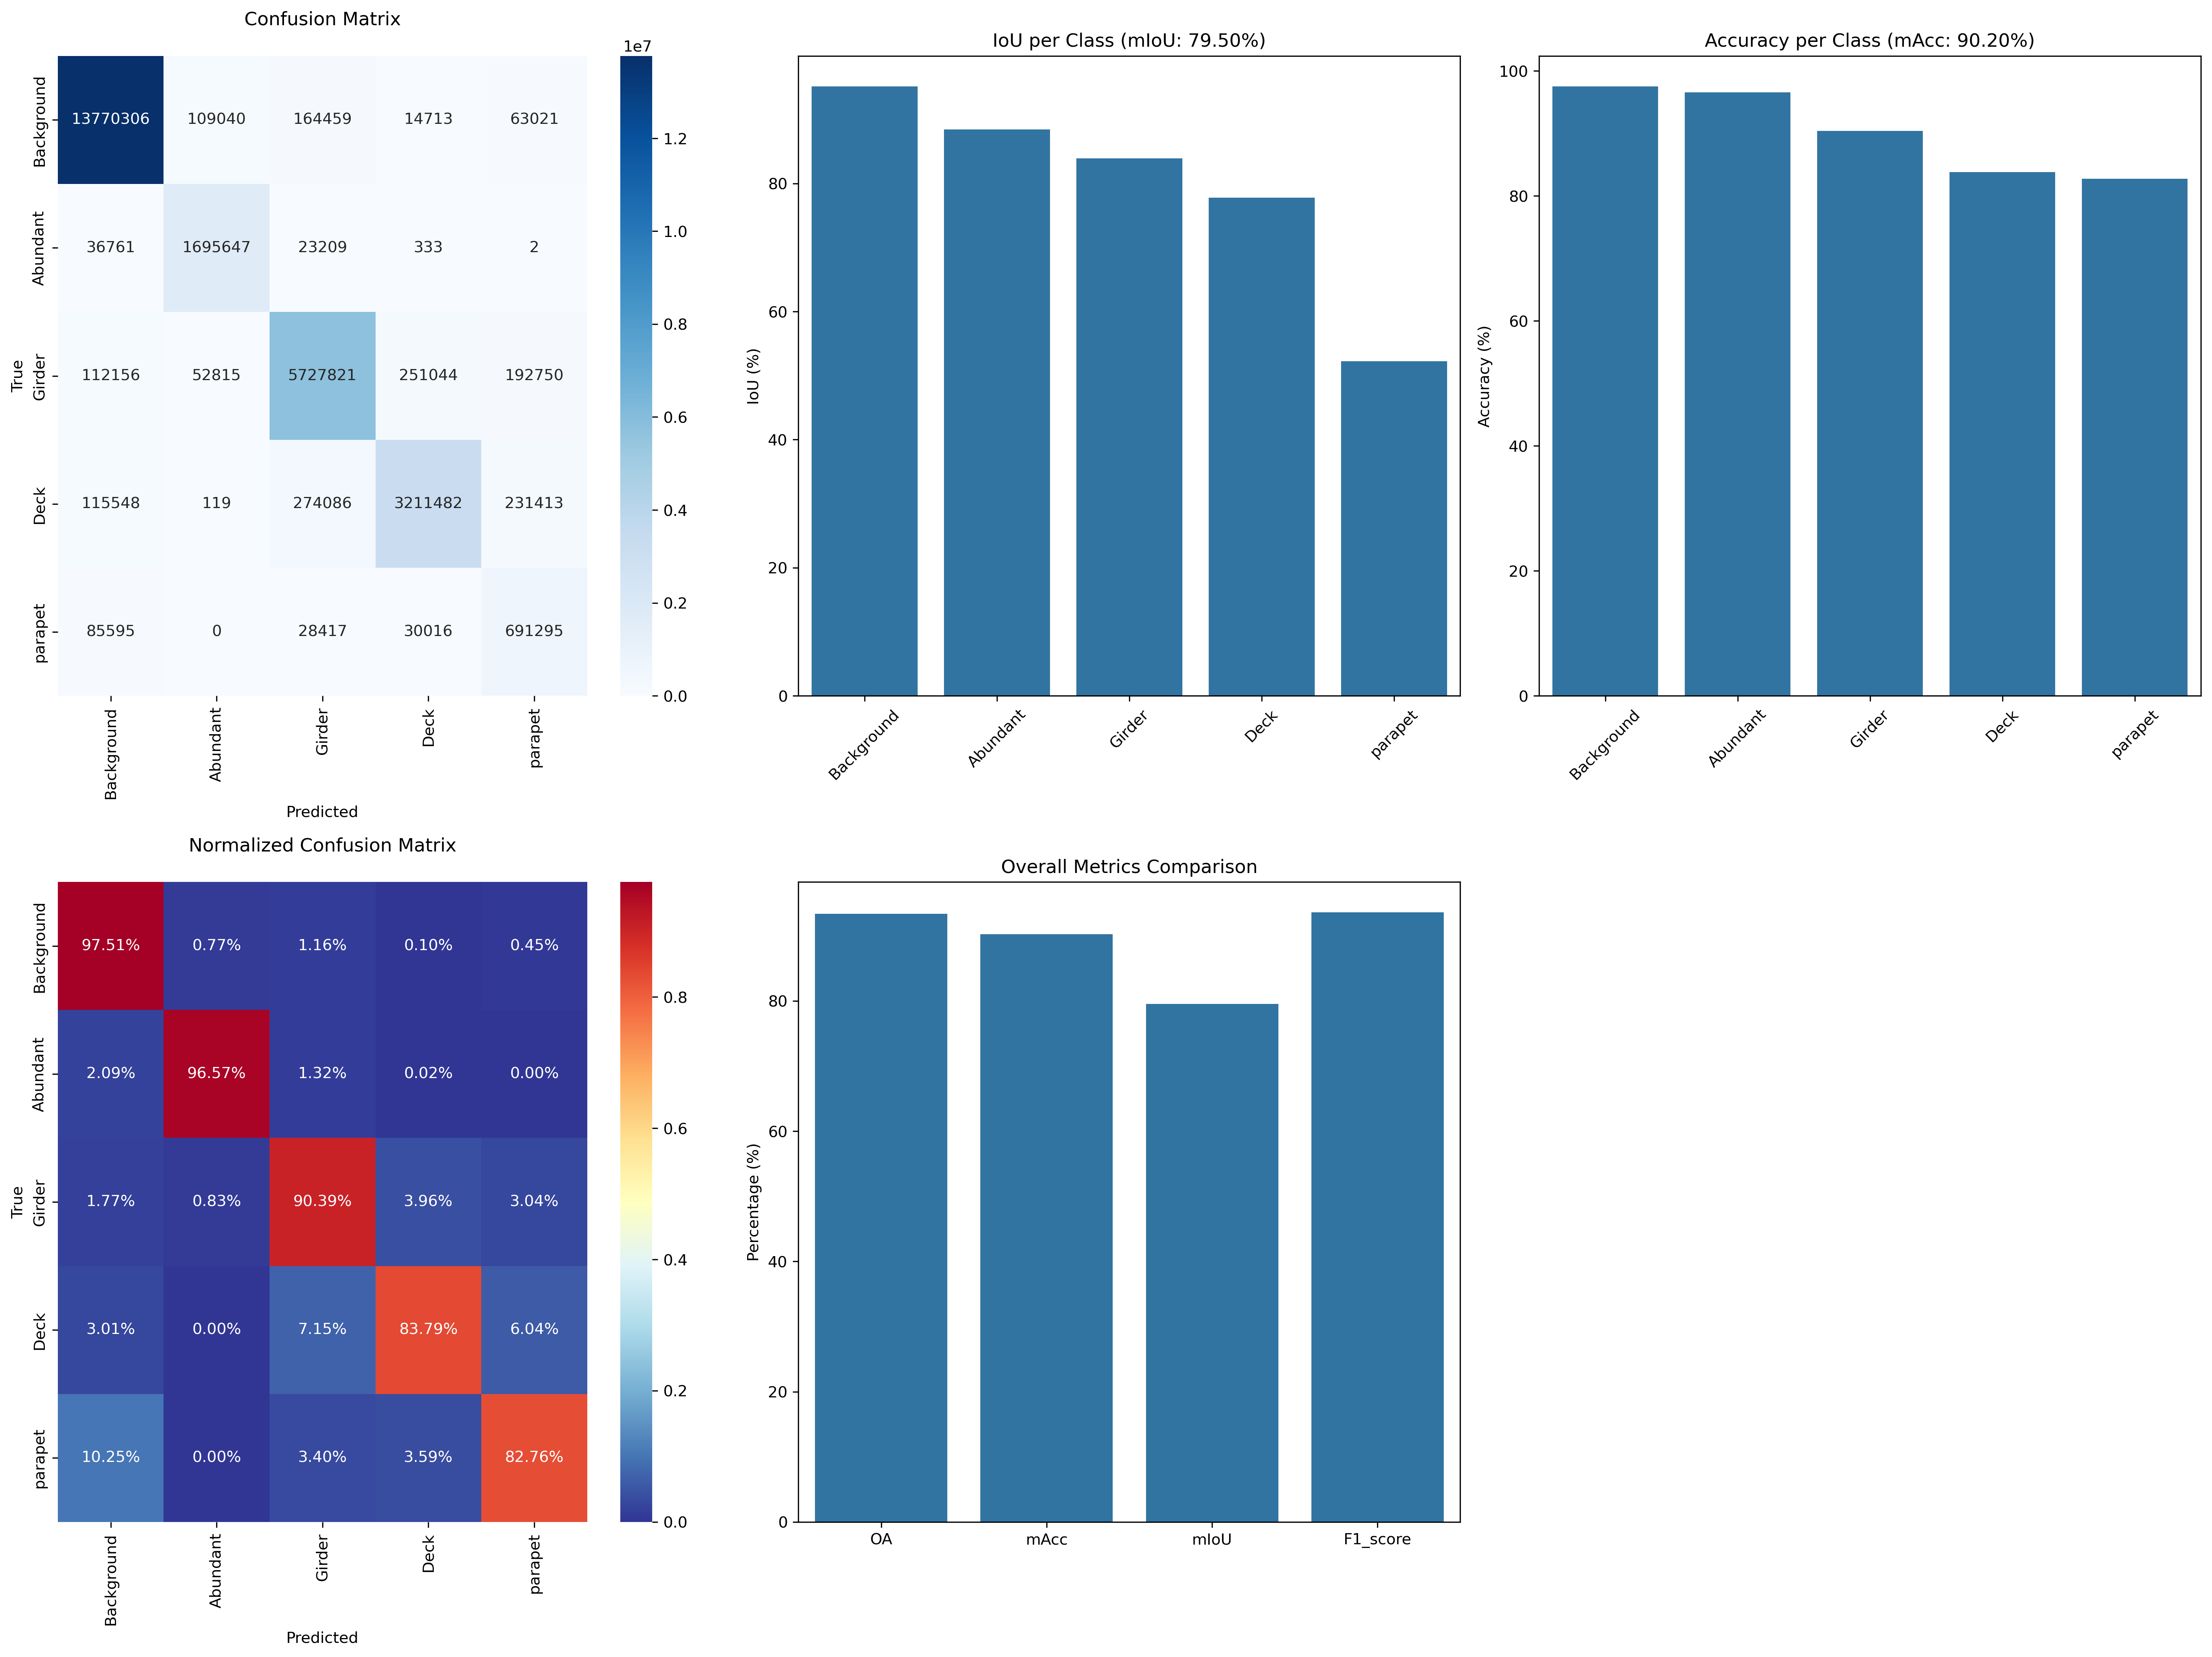 Confusion Matrix
1e7
Background 13770306 109040 164459 14713 63021
Abundant 36761 1695647 23209 333 2
True
Girder 112156 52815 5727821 251044 192750
Deck 115548 119 274086 3211482 231413
parapet 85595 0 28417 30016 691295
Background Abundant Girder Deck parapet
Predicted
1.2
1.0
0.8
0.6
0.4
0.2
0.0
IoU per Class (mIoU: 79.50%)
IoU (%)
80
60
40
20
0
Background Abundant Girder Deck parapet
Accuracy per Class (mAcc: 90.20%)
Accuracy (%)
100
80
60
40
20
0
Background Abundant Girder Deck parapet
Normalized Confusion Matrix
Background 97.51% 0.77% 1.16% 0.10% 0.45%
Abundant 2.09% 96.57% 1.32% 0.02% 0.00%
True
Girder 1.77% 0.83% 90.39% 3.96% 3.04%
Deck 3.01% 0.00% 7.15% 83.79% 6.04%
parapet 10.25% 0.00% 3.40% 3.59% 82.76%
Background Abundant Girder Deck parapet
Predicted
0.8
0.6
0.4
0.2
0.0
Overall Metrics Comparison
Percentage (%)
80
60
40
20
0
OA mAcc mIoU F1_score